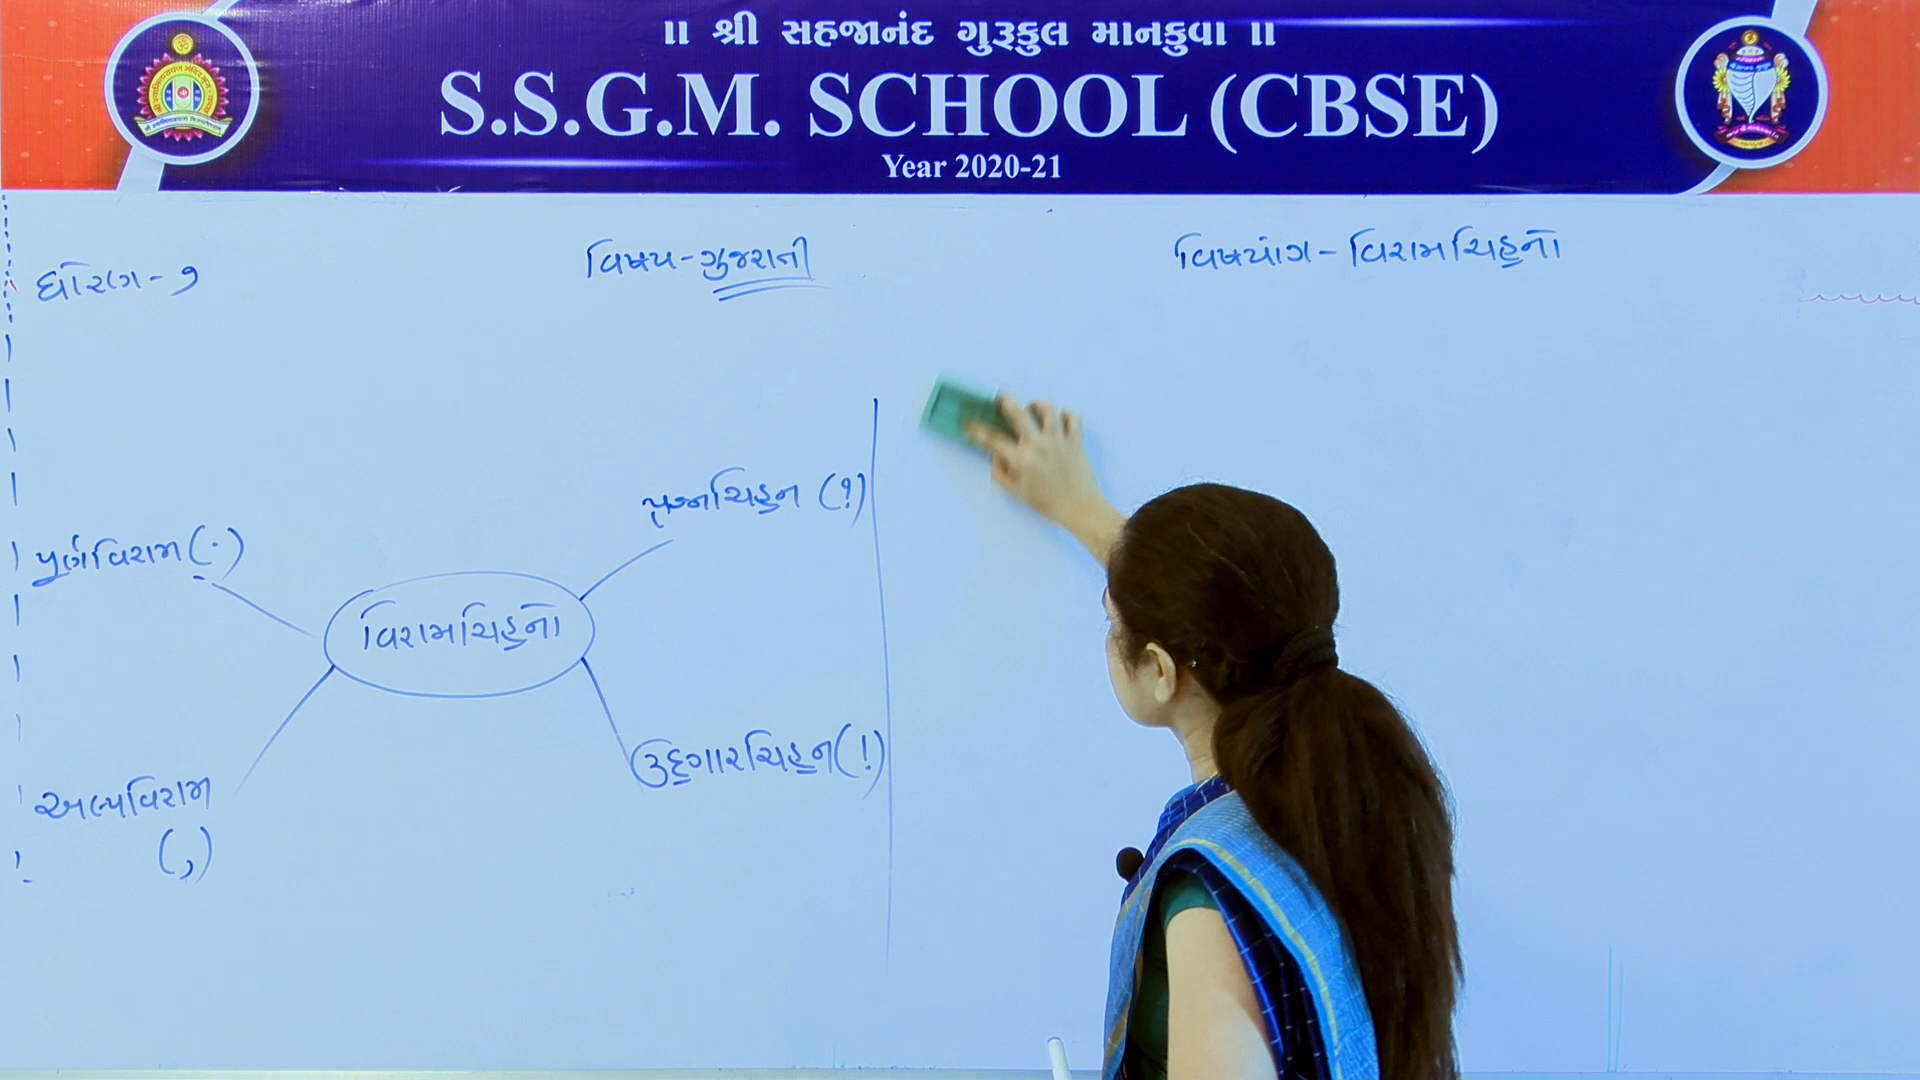 ॥ શ્રી સહજાનંદ ગુરૂકુલ માનકુવા ॥
S.S.G.M. SCHOOL (CBSE)
Year 2020-21
ધોરણ - ૭
વિષય - ગુજરાતી
વિષયાંગ - વિરામચિહ્નો
પ્રશ્નચિહ્ન (?)
પૂર્ણવિરામ (.)
વિરામચિહ્નો
ઉદ્ગારચિહ્ન (!)
અલ્પવિરામ
(,)